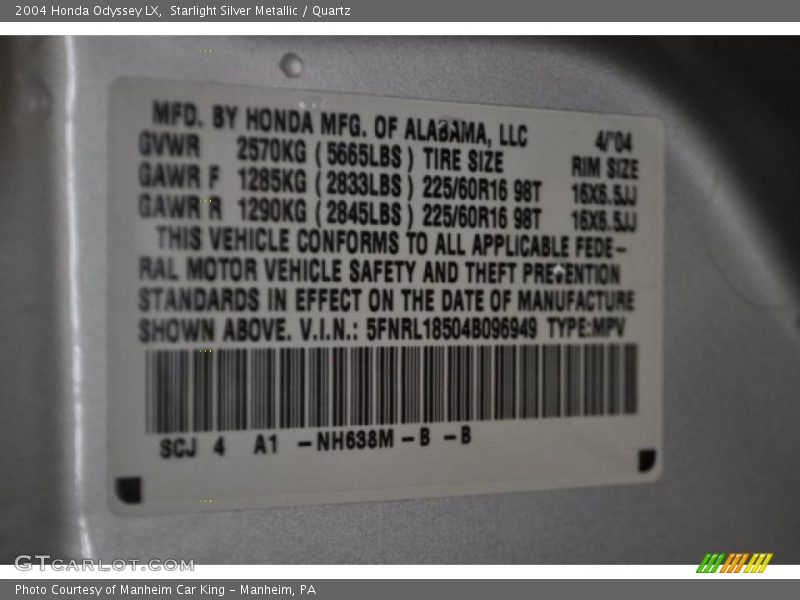 2004 Honda Odyssey LX, Starlight Silver Metallic / Quartz
MFD. BY HONDA MFG. OF ALABAMA, LLC 4/'04
GVWR 2570KG ( 5665LBS ) TIRE SIZE RIM SIZE
GAWR F 1285KG ( 2833LBS ) 225/60R16 98T 16X6.5JJ
GAWR R 1290KG ( 2845LBS ) 225/60R16 98T 16X6.5JJ
THIS VEHICLE CONFORMS TO ALL APPLICABLE FEDE-
RAL MOTOR VEHICLE SAFETY AND THEFT PREVENTION
STANDARDS IN EFFECT ON THE DATE OF MANUFACTURE
SHOWN ABOVE. V.I.N.: 5FNRL18504B096949 TYPE:MPV
SCJ 4 A1 -NH638M -B -B
GTCARLOT.COM
Photo Courtesy of Manheim Car King - Manheim, PA